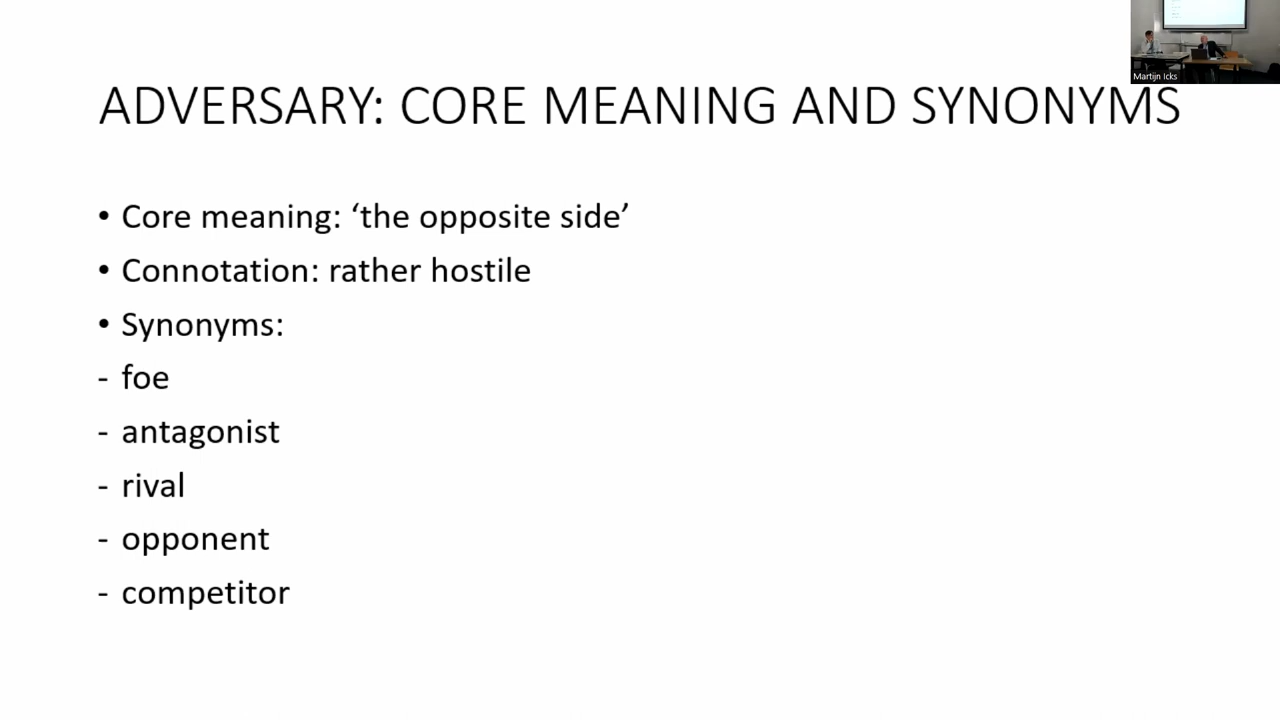 Martijn Icks
ADVERSARY: CORE MEANING AND SYNONYMS
• Core meaning: ‘the opposite side’
• Connotation: rather hostile
• Synonyms:
- foe
- antagonist
- rival
- opponent
- competitor